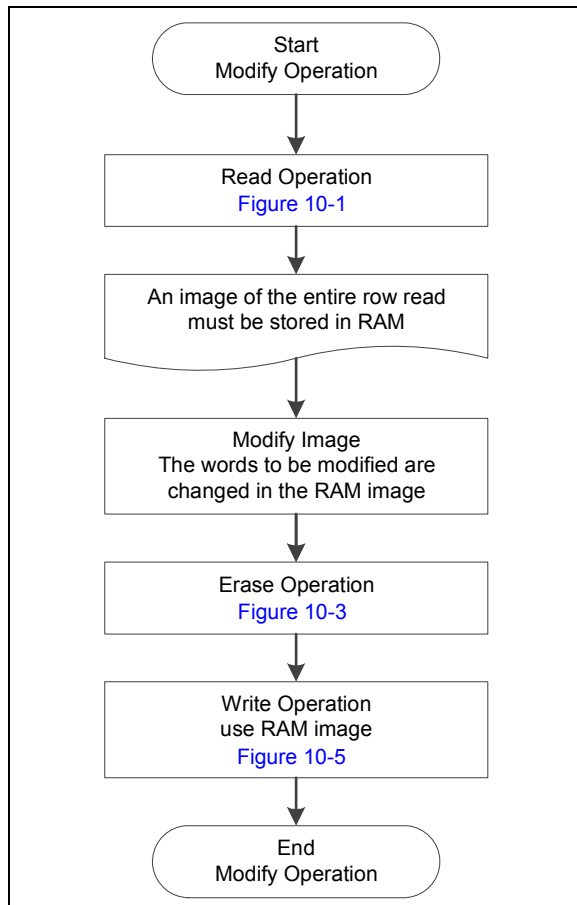 Start
Modify Operation
Read Operation
Figure 10-1
An image of the entire row read
must be stored in RAM
Modify Image
The words to be modified are
changed in the RAM image
Erase Operation
Figure 10-3
Write Operation
use RAM image
Figure 10-5
End
Modify Operation